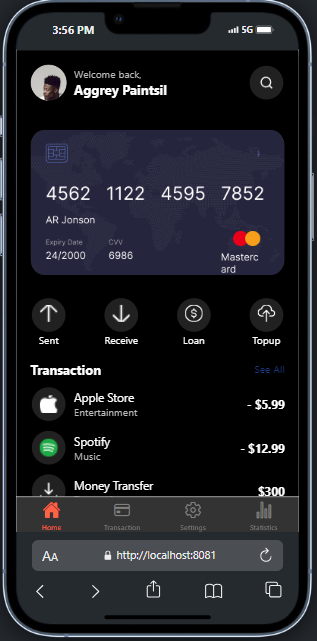 3:56 PM
5G
Welcome back,
Aggrey Paintsil
4562 1122 4595 7852
AR Jonson
Expiry Date CVV
24/2000 6986
Masterc
ard
Sent Receive Loan Topup
Transaction See All
Apple Store
- $5.99
Entertainment
Spotify
- $12.99
Music
Money Transfer
$300
Home Transaction Settings Statistics
AA http://localhost:8081